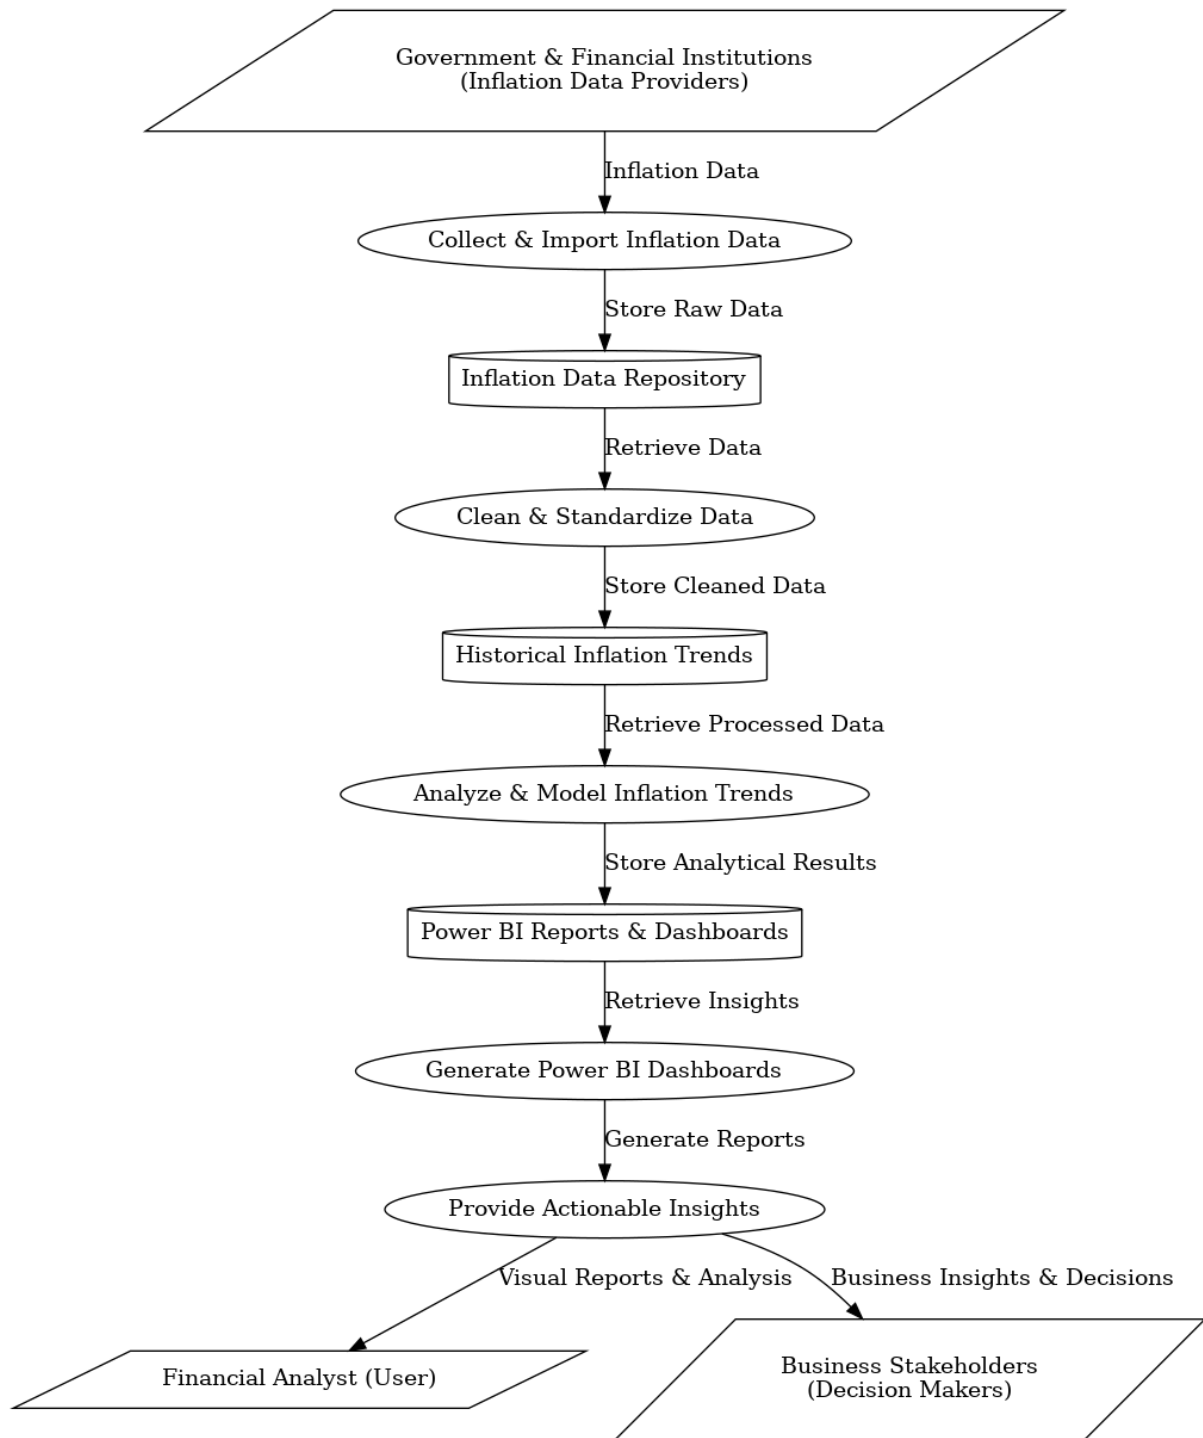 Government & Financial Institutions
(Inflation Data Providers)
Inflation Data
Collect & Import Inflation Data
Store Raw Data
Inflation Data Repository
Retrieve Data
Clean & Standardize Data
Store Cleaned Data
Historical Inflation Trends
Retrieve Processed Data
Analyze & Model Inflation Trends
Store Analytical Results
Power BI Reports & Dashboards
Retrieve Insights
Generate Power BI Dashboards
Generate Reports
Provide Actionable Insights
Visual Reports & Analysis
Business Insights & Decisions
Financial Analyst (User)
Business Stakeholders
(Decision Makers)